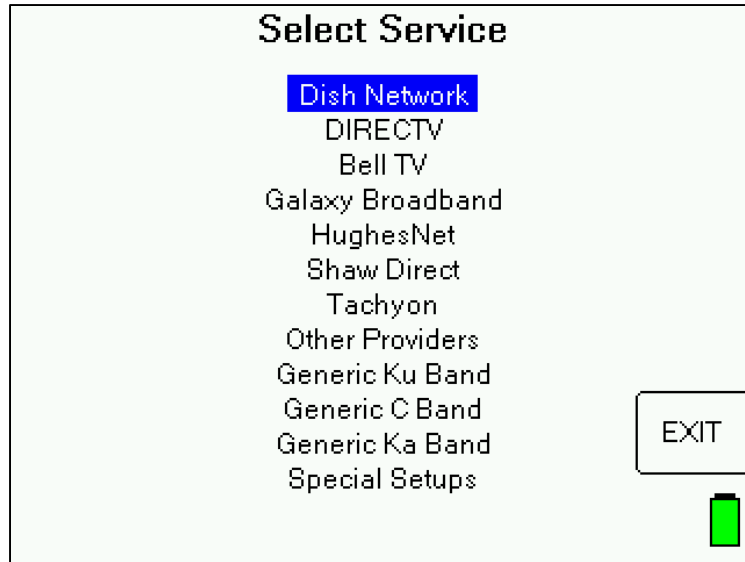 Select Service
Dish Network
DIRECTV
Bell TV
Galaxy Broadband
HughesNet
Shaw Direct
Tachyon
Other Providers
Generic Ku Band
Generic C Band
Generic Ka Band
Special Setups
EXIT